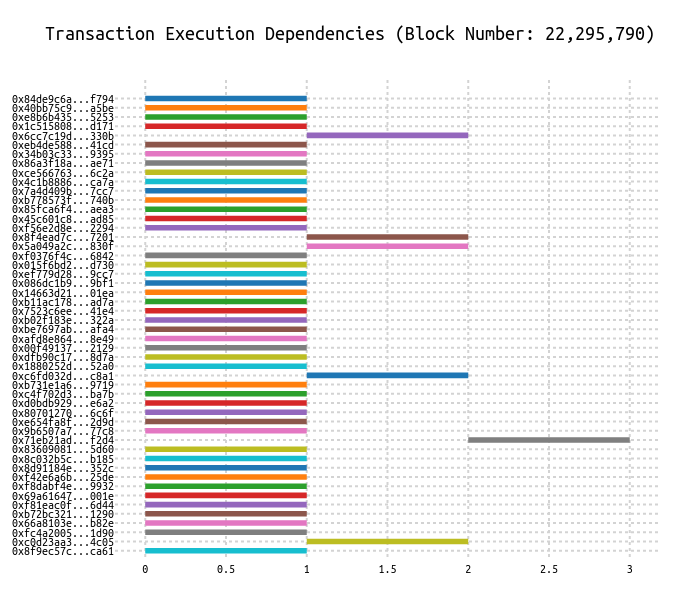 Transaction Execution Dependencies (Block Number: 22,295,790)
0x84de9c6a...f794
0x40bb75c9...a5be
0xe8b6b435...5253
0x1c515808...d171
0x6cc7c19d...330b
0xeb4de588...41cd
0x34b03c33...9395
0x86a3f18a...ae71
0xce566763...6c2a
0x4c1b8886...ca7a
0x7a4d409b...7cc7
0xb778573f...740b
0x85fca6f4...aea3
0x45c601c8...ad85
0xf56e2d8e...2294
0x8f4ead7c...7201
0x5a049a2c...830f
0xf0376f4c...6842
0x015f6bd2...d730
0xef779d28...9cc7
0x086dc1b9...9bf1
0x14663d21...01ea
0xb11ac178...ad7a
0x7523c6ee...41e4
0xb02f183e...322a
0xbe7697ab...afa4
0xafd8e864...8e49
0x00f49137...2129
0xdfb90c17...8d7a
0x1880252d...52a0
0xc6fd032d...c8a1
0xb731e1a6...9719
0xc4f702d3...ba7b
0xd0bdb929...e6a2
0x80701270...6c6f
0xe654fa8f...2d9d
0x9b6507a7...77c8
0x71eb21ad...f2d4
0x83609081...5d60
0x8c032b5c...b185
0x8d91184e...352c
0xf42e6a6b...25de
0xf8dabf4e...9932
0x69a61647...001e
0xf81eac0f...6d44
0xb72bc321...1290
0x66a8103e...b82e
0xfc4a2005...1d90
0xc0d23aa3...4c05
0x8f9ec57c...ca61
0 0.5 1 1.5 2 2.5 3